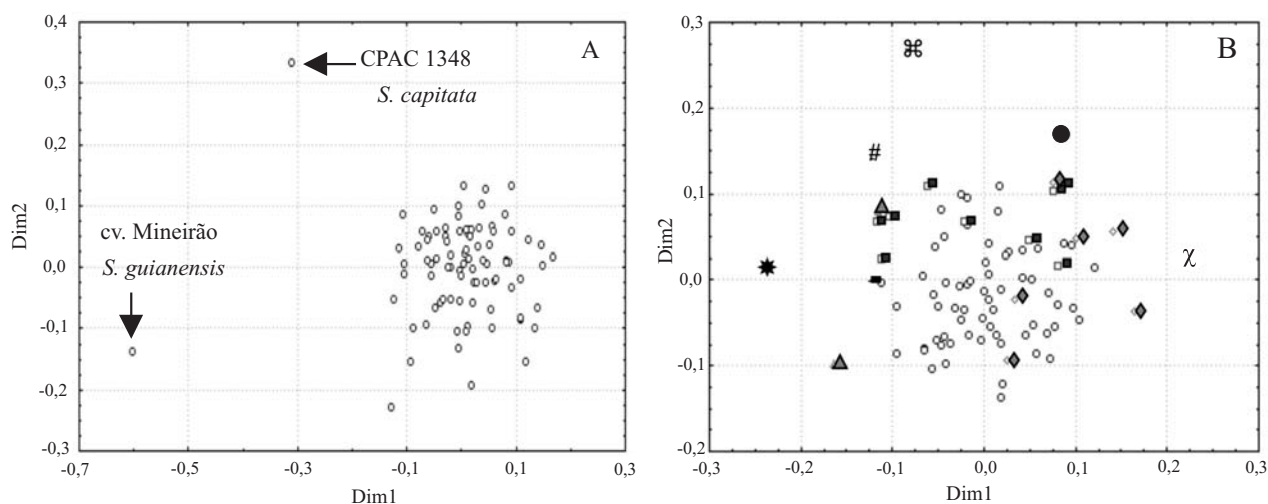 0,5
A
0,4
CPAC 1348
S. capitata
0,3
0,2
0,1
cv. Mineirão
S. guianensis
0,0
-0,1
-0,2
-0,3
Dim2
-0,7
-0,5
-0,3
-0,1
0,1
0,3
Dim1
0,3
B
⌘
0,2
#
0,1
χ
0,0
-0,1
-0,2
Dim2
-0,3
-0,2
-0,1
0,0
0,1
0,2
0,3
Dim1